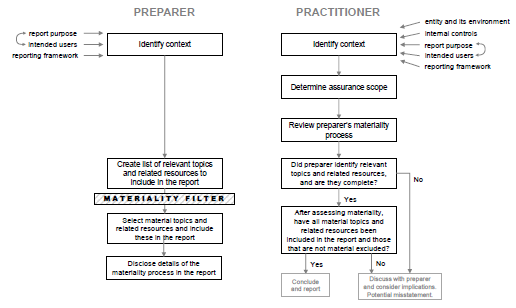 PREPARER
report purpose
intended users
reporting framework
Identify context
Create list of relevant topics
and related resources to
include in the report
MATERIALITY FILTER
Select material topics and
related resources and include
these in the report
Disclose details of the
materiality process in the report
PRACTITIONER
entity and its environment
internal controls
report purpose
intended users
reporting framework
Identify context
Determine assurance scope
Review preparer's materiality
process
Did preparer identify relevant
topics and related resources,
and are they complete?
No
Yes
After assessing materiality,
have all material topics and
related resources been
included in the report and those
that are not material excluded?
Yes
No
Conclude
and report
Discuss with preparer
and consider implications.
Potential misstatement.